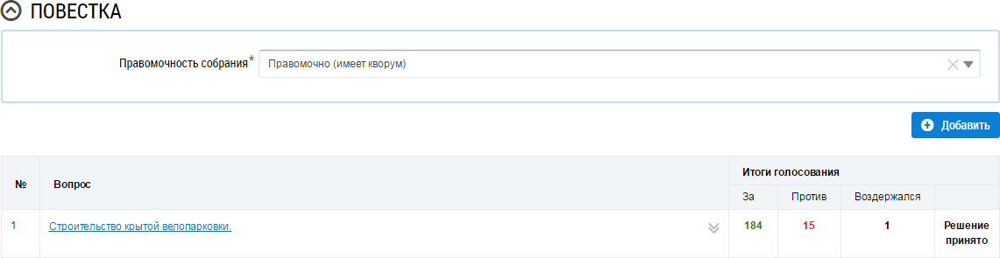 ПОВЕСТКА
Правомочность собрания* Правомочно (имеет кворум)
Добавить
№ Вопрос Итоги голосования
За Против Воздержался
1 Строительство крытой велопарковки. 184 15 1 Решение
принято